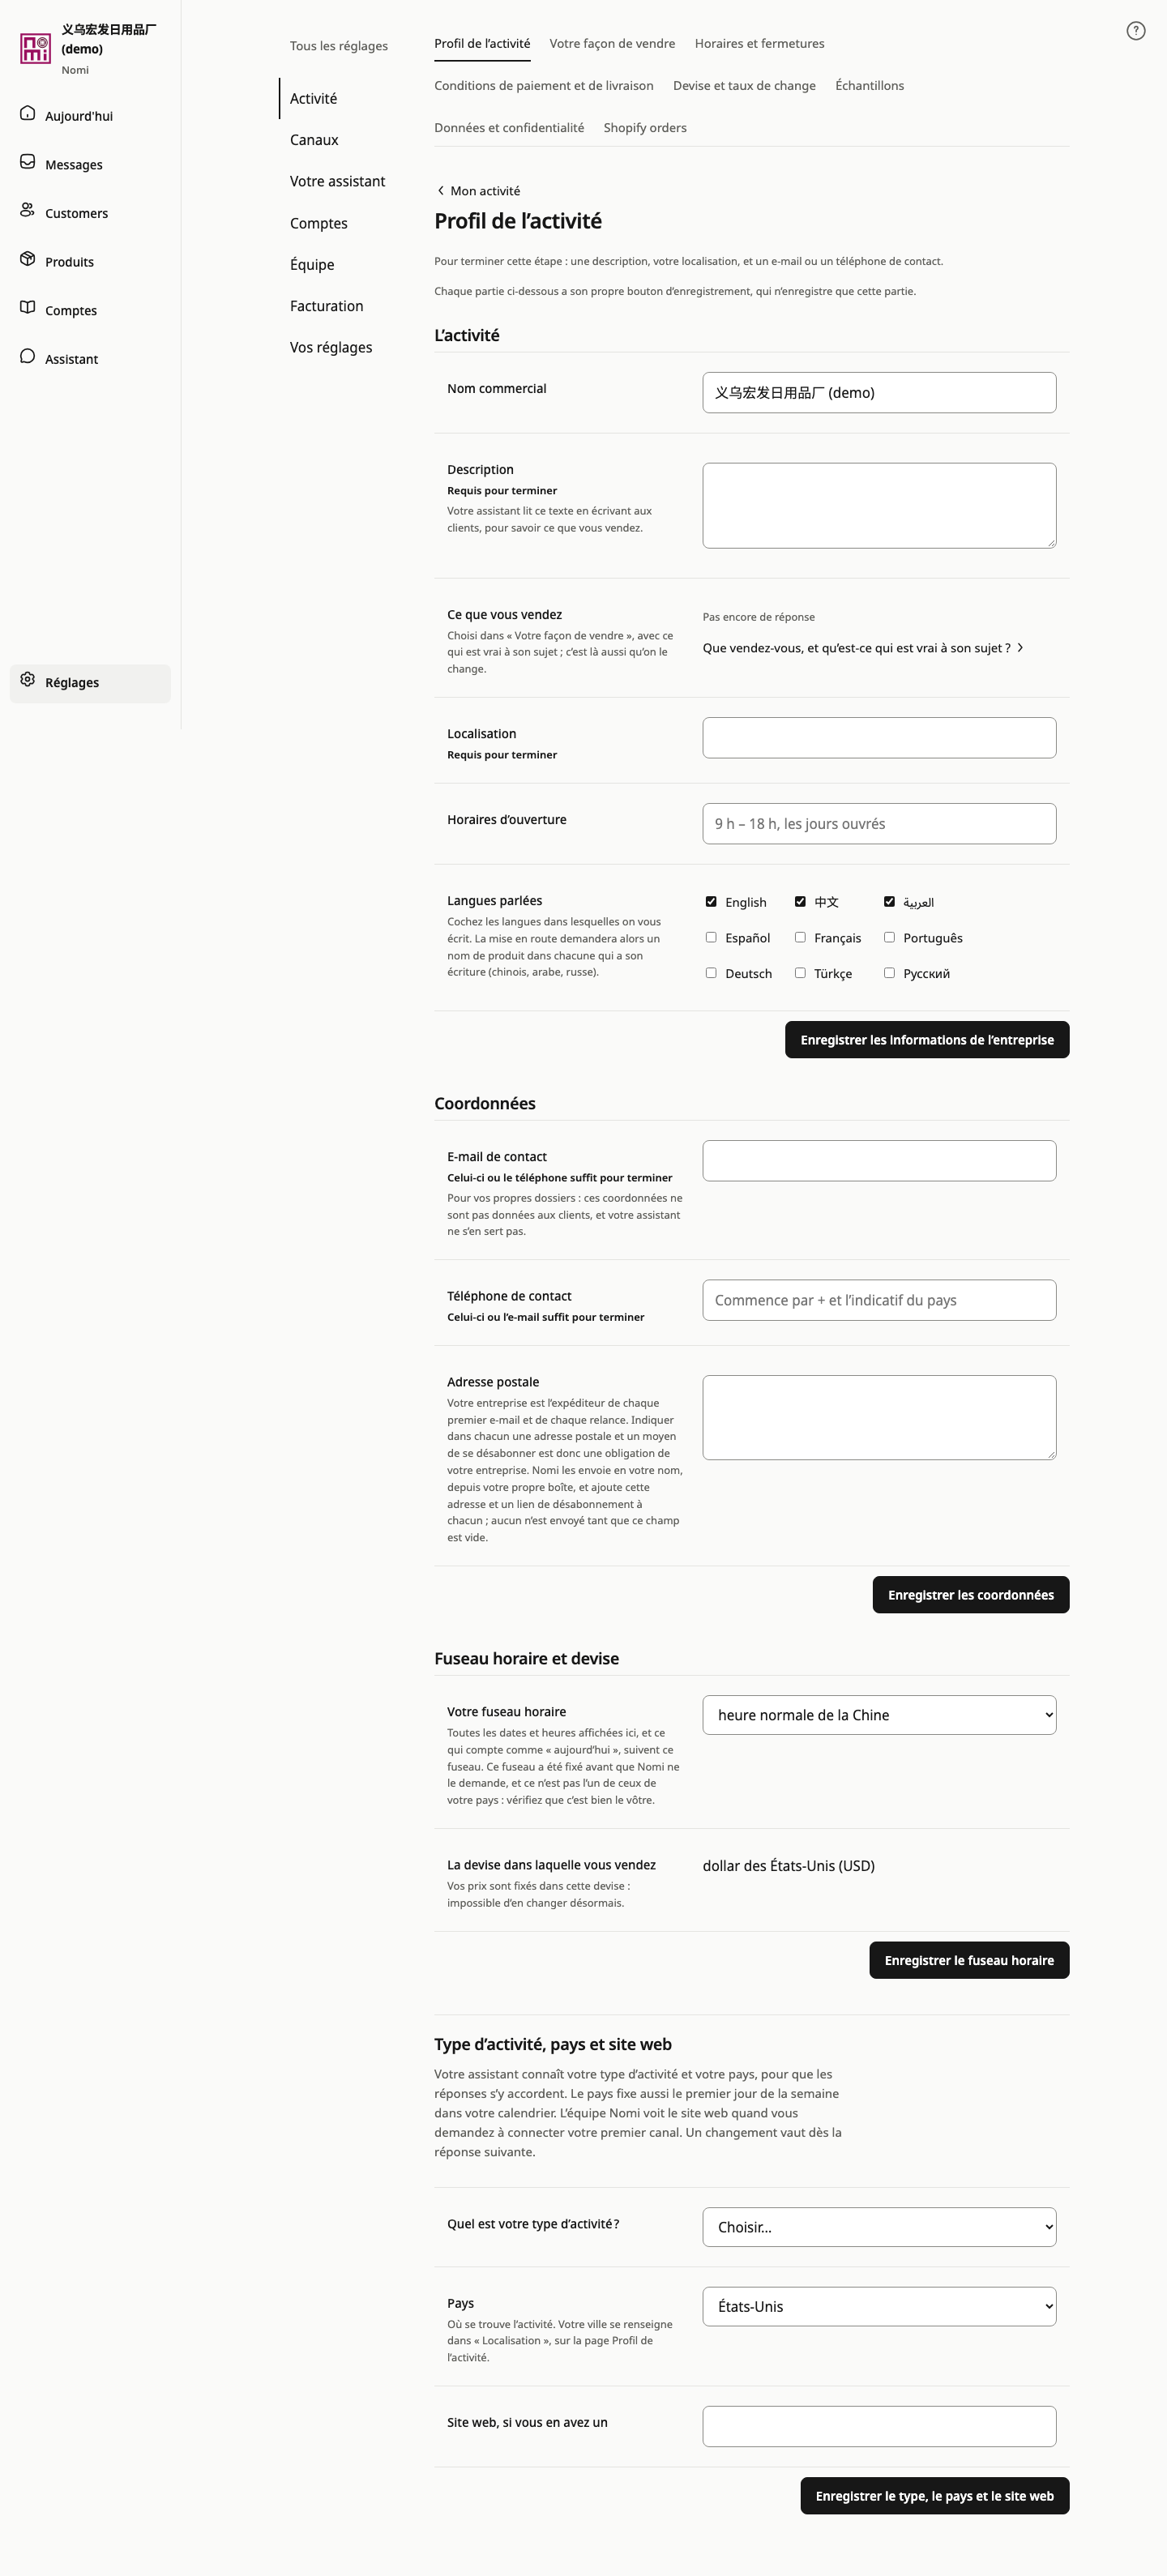 义乌宏发日用品厂
(demo)
Nomi
Aujourd'hui
Messages
Customers
Produits
Comptes
Assistant
Réglages
Tous les réglages
Activité
Canaux
Votre assistant
Comptes
Équipe
Facturation
Vos réglages
Profil de l’activité
Votre façon de vendre
Horaires et fermetures
Conditions de paiement et de livraison
Devise et taux de change
Échantillons
Données et confidentialité
Shopify orders
Mon activité
Profil de l’activité
Pour terminer cette étape : une description, votre localisation, et un e-mail ou un téléphone de contact.
Chaque partie ci-dessous a son propre bouton d’enregistrement, qui n’enregistre que cette partie.
L’activité
Nom commercial
义乌宏发日用品厂 (demo)
Description
Requis pour terminer
Votre assistant lit ce texte en écrivant aux
clients, pour savoir ce que vous vendez.
Ce que vous vendez
Choisi dans « Votre façon de vendre », avec ce
qui est vrai à son sujet ; c’est là aussi qu’on le
change.
Pas encore de réponse
Que vendez-vous, et qu’est-ce qui est vrai à son sujet ?
Localisation
Requis pour terminer
Horaires d’ouverture
9 h – 18 h, les jours ouvrés
Langues parlées
Cochez les langues dans lesquelles on vous
écrit. La mise en route demandera alors un
nom de produit dans chacune qui a son
écriture (chinois, arabe, russe).
English
中文
العربية
Español
Français
Português
Deutsch
Türkçe
Русский
Enregistrer les informations de l’entreprise
Coordonnées
E-mail de contact
Celui-ci ou le téléphone suffit pour terminer
Pour vos propres dossiers : ces coordonnées ne
sont pas données aux clients, et votre assistant
ne s’en sert pas.
Téléphone de contact
Celui-ci ou l’e-mail suffit pour terminer
Commence par + et l’indicatif du pays
Adresse postale
Votre entreprise est l’expéditeur de chaque
premier e-mail et de chaque relance. Indiquer
dans chacun une adresse postale et un moyen
de se désabonner est donc une obligation de
votre entreprise. Nomi les envoie en votre nom,
depuis votre propre boîte, et ajoute cette
adresse et un lien de désabonnement à
chacun ; aucun n’est envoyé tant que ce champ
est vide.
Enregistrer les coordonnées
Fuseau horaire et devise
Votre fuseau horaire
Toutes les dates et heures affichées ici, et ce
qui compte comme « aujourd’hui », suivent ce
fuseau. Ce fuseau a été fixé avant que Nomi ne
le demande, et ce n’est pas l’un de ceux de
votre pays : vérifiez que c’est bien le vôtre.
heure normale de la Chine
La devise dans laquelle vous vendez
Vos prix sont fixés dans cette devise :
impossible d’en changer désormais.
dollar des États-Unis (USD)
Enregistrer le fuseau horaire
Type d’activité, pays et site web
Votre assistant connaît votre type d’activité et votre pays, pour que les
réponses s’y accordent. Le pays fixe aussi le premier jour de la semaine
dans votre calendrier. L’équipe Nomi voit le site web quand vous
demandez à connecter votre premier canal. Un changement vaut dès la
réponse suivante.
Quel est votre type d’activité ?
Choisir…
Pays
Où se trouve l’activité. Votre ville se renseigne
dans « Localisation », sur la page Profil de
l’activité.
États-Unis
Site web, si vous en avez un
Enregistrer le type, le pays et le site web